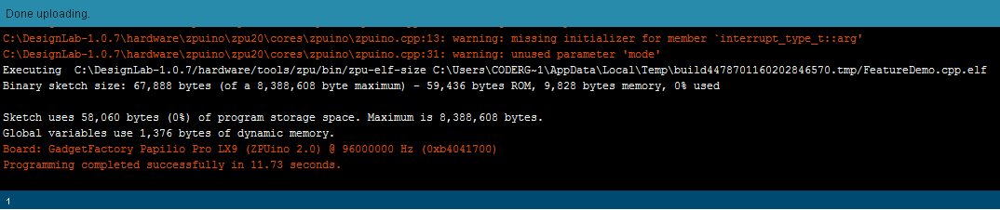 Done uploading.
C:\DesignLab-1.0.7\hardware\zpuino\zpu20\cores\zpuino\zpuino.cpp:13: warning: missing initializer for member `interrupt_type_t::arg'
C:\DesignLab-1.0.7\hardware\zpuino\zpu20\cores\zpuino\zpuino.cpp:31: warning: unused parameter 'mode'
Executing  C:\DesignLab-1.0.7/hardware/tools/zpu/bin/zpu-elf-size C:\Users\CODERG~1\AppData\Local\Temp\build4478701160202846570.tmp/FeatureDemo.cpp.elf
Binary sketch size: 67,888 bytes (of a 8,388,608 byte maximum) - 59,436 bytes ROM, 9,828 bytes memory, 0% used
Sketch uses 58,060 bytes (0%) of program storage space. Maximum is 8,388,608 bytes.
Global variables use 1,376 bytes of dynamic memory.
Board: GadgetFactory Papilio Pro LX9 (ZPUino 2.0) @ 96000000 Hz (0xb4041700)
Programming completed successfully in 11.73 seconds.
1